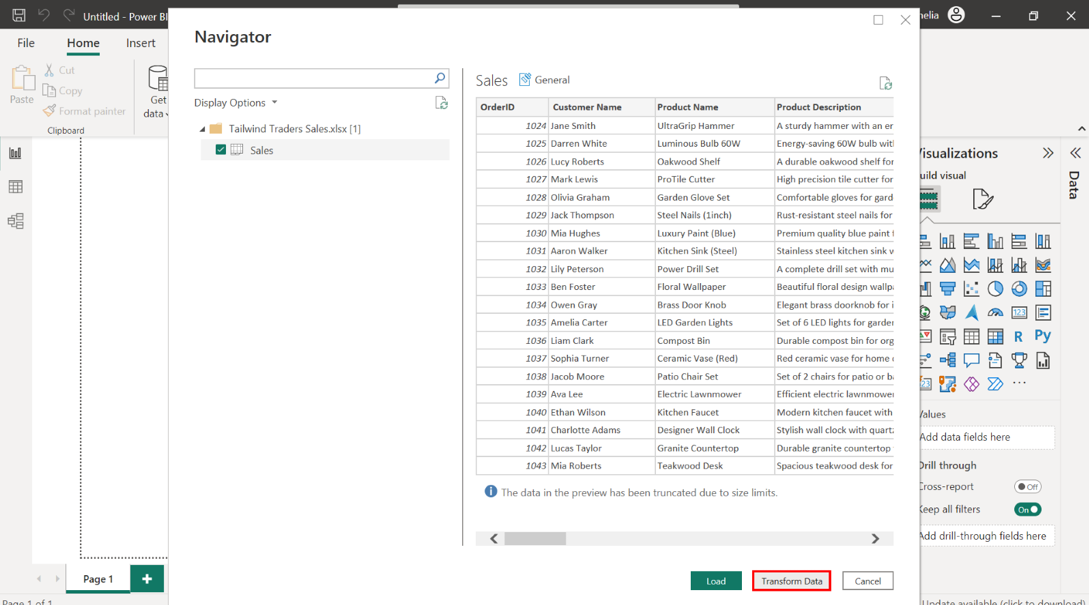 Untitled - Power BI
nelia
File Home Insert
Cut
Copy
Format painter
Paste
Get
data
Clipboard
Navigator
Display Options
Tailwind Traders Sales.xlsx [1]
Sales
Sales General
OrderID Customer Name Product Name Product Description
1024 Jane Smith UltraGrip Hammer A sturdy hammer with an er
1025 Darren White Luminous Bulb 60W Energy-saving 60W bulb with
1026 Lucy Roberts Oakwood Shelf A durable oakwood shelf for
1027 Mark Lewis ProTile Cutter High precision tile cutter for
1028 Olivia Graham Garden Glove Set Comfortable gloves for gard
1029 Jack Thompson Steel Nails (1inch) Rust-resistant steel nails for
1030 Mia Hughes Luxury Paint (Blue) Premium quality blue paint f
1031 Aaron Walker Kitchen Sink (Steel) Stainless steel kitchen sink v
1032 Lily Peterson Power Drill Set A complete drill set with mu
1033 Ben Foster Floral Wallpaper Beautiful floral design wallpa
1034 Owen Gray Brass Door Knob Elegant brass doorknob for i
1035 Amelia Carter LED Garden Lights Set of 6 LED lights for garden
1036 Liam Clark Compost Bin Durable compost bin for org
1037 Sophia Turner Ceramic Vase (Red) Red ceramic vase for home d
1038 Jacob Moore Patio Chair Set Set of 2 chairs for patio or ba
1039 Ava Lee Electric Lawnmower Efficient electric lawnmower
1040 Ethan Wilson Kitchen Faucet Modern kitchen faucet with
1041 Charlotte Adams Designer Wall Clock Stylish wall clock with quartz
1042 Lucas Taylor Granite Countertop Durable granite countertop
1043 Mia Roberts Teakwood Desk Spacious teakwood desk for
The data in the preview has been truncated due to size limits.
Load Transform Data Cancel
Visualizations
uild visual
Data
123
R Py
123
Values
Add data fields here
Drill through
Cross-report Off
Keep all filters On
Add drill-through fields here
Page 1
Page 1 of 1
Update available (click to download)